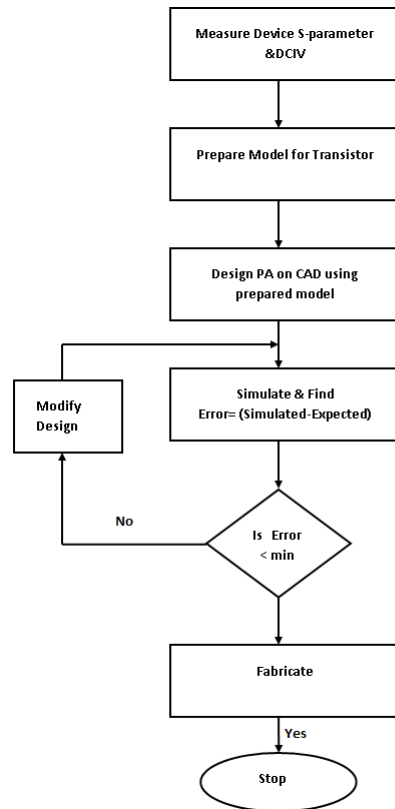 Measure Device S-parameter
&DCIV
Prepare Model for Transistor
Design PA on CAD using
prepared model
Simulate & Find
Error= (Simulated-Expected)
Modify
Design
No
Is Error
< min
Fabricate
Yes
Stop